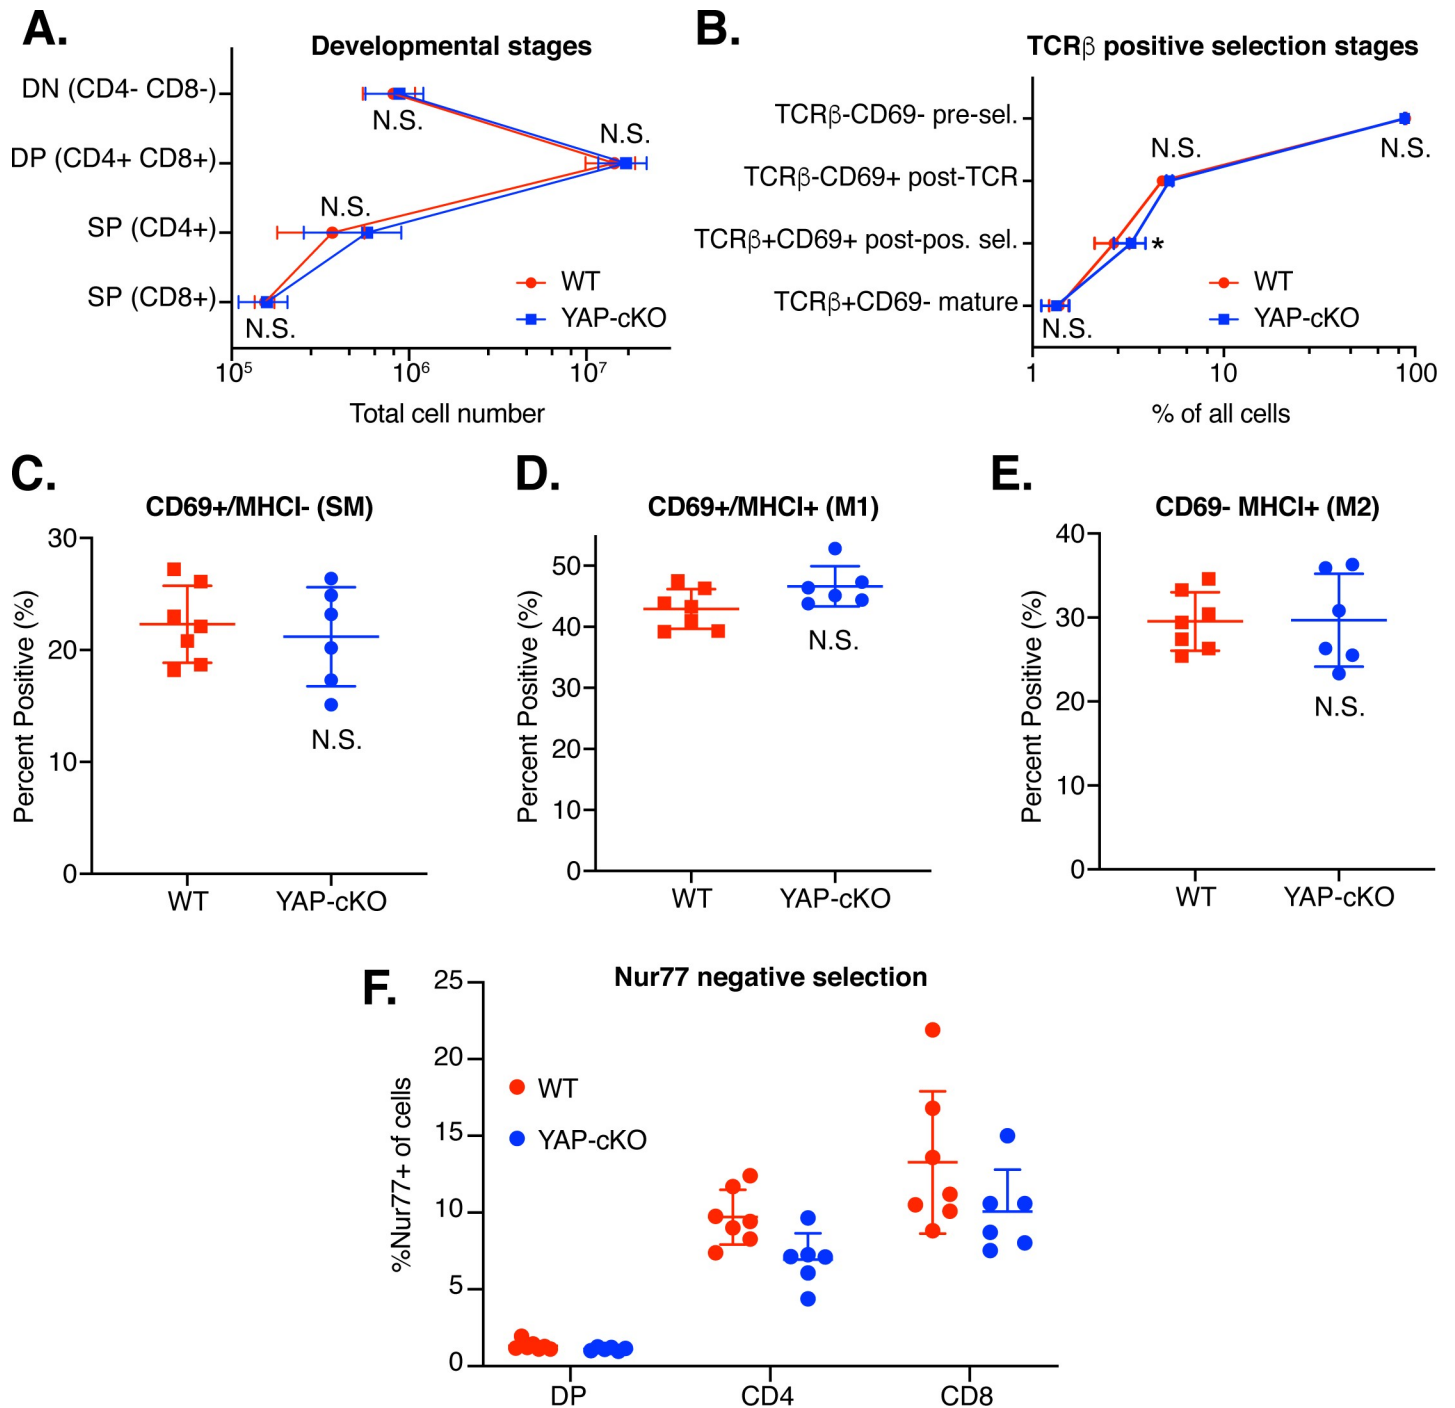 A.
Developmental stages
DN (CD4- CD8-)
N.S.
N.S.
DP (CD4+ CD8+)
N.S.
SP (CD4+)
WT
SP (CD8+)
YAP-cKO
N.S.
10⁵ 10⁶ 10⁷
Total cell number
B.
TCRβ positive selection stages
TCRβ-CD69- pre-sel.
N.S. N.S.
TCRβ-CD69+ post-TCR
TCRβ+CD69+ post-pos. sel.
*
WT
TCRβ+CD69- mature
YAP-cKO
N.S.
1 10 100
% of all cells
C.
CD69+/MHCI- (SM)
Percent Positive (%)
30
20
10
0
N.S.
WT YAP-cKO
D.
CD69+/MHCI+ (M1)
Percent Positive (%)
50
40
30
20
10
0
N.S.
WT YAP-cKO
E.
CD69- MHCI+ (M2)
Percent Positive (%)
40
30
20
10
0
N.S.
WT YAP-cKO
F.
Nur77 negative selection
%Nur77+ of cells
25
20
15
10
5
0
WT
YAP-cKO
DP CD4 CD8